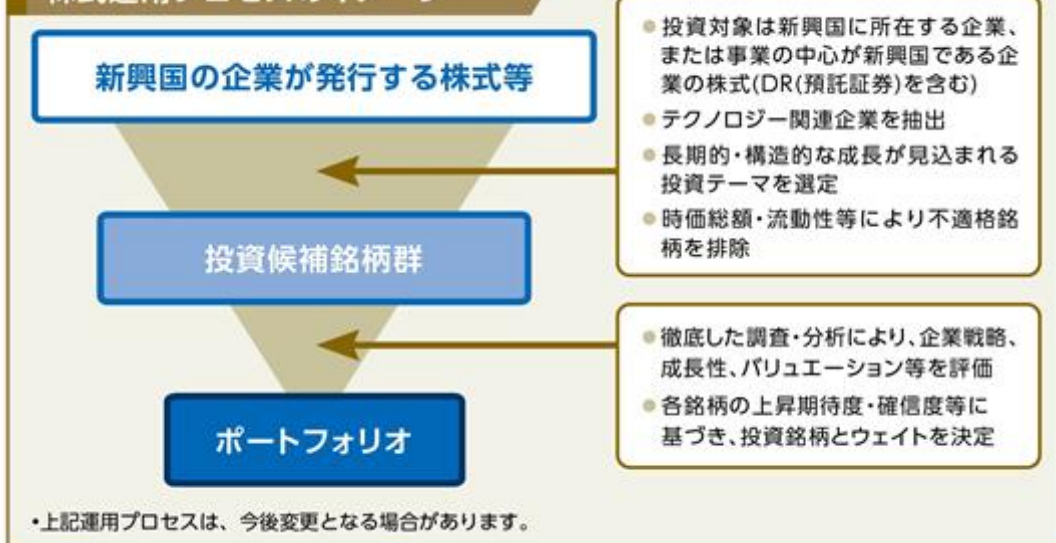 新興国の企業が発行する株式等
●投資対象は新興国に所在する企業、
または事業の中心が新興国である企
業の株式(DR(預託証券)を含む)
●テクノロジー関連企業を抽出
●長期的・構造的な成長が見込まれる
投資テーマを選定
●時価総額・流動性等により不適格銘
柄を排除
投資候補銘柄群
●徹底した調査・分析により、企業戦略、
成長性、バリュエーション等を評価
●各銘柄の上昇期待度・確信度等に
基づき、投資銘柄とウェイトを決定
ポートフォリオ
・上記運用プロセスは、今後変更となる場合があります。